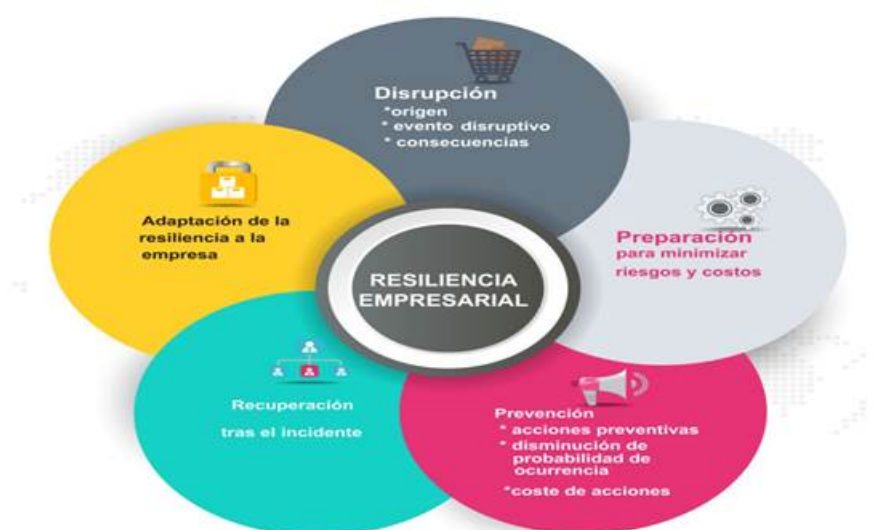 Disrupción
*origen
* evento disruptivo
* consecuencias
Preparación
para minimizar
riesgos y costos
Prevención
* acciones preventivas
* disminución de
probabilidad de
ocurrencia
*coste de acciones
Recuperación
tras el incidente
Adaptación de la
resiliencia a la
empresa
RESILIENCIA
EMPRESARIAL